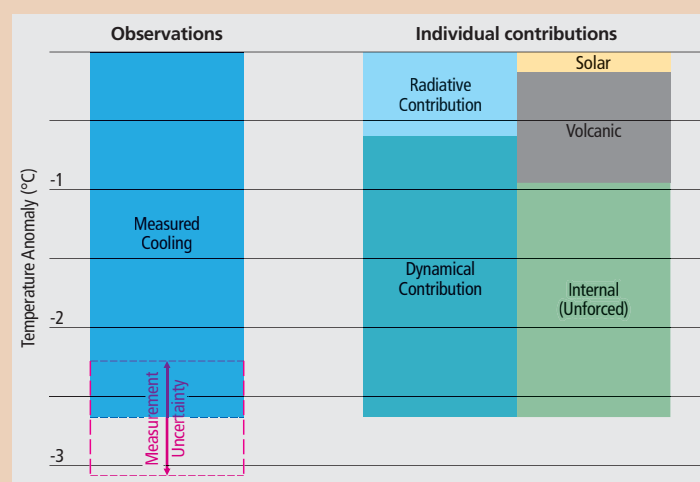 Observations
Individual contributions
Temperature Anomaly (°C)
-1
-2
-3
Measured
Cooling
Measurement
Uncertainty
Radiative
Contribution
Dynamical
Contribution
Solar
Volcanic
Internal
(Unforced)